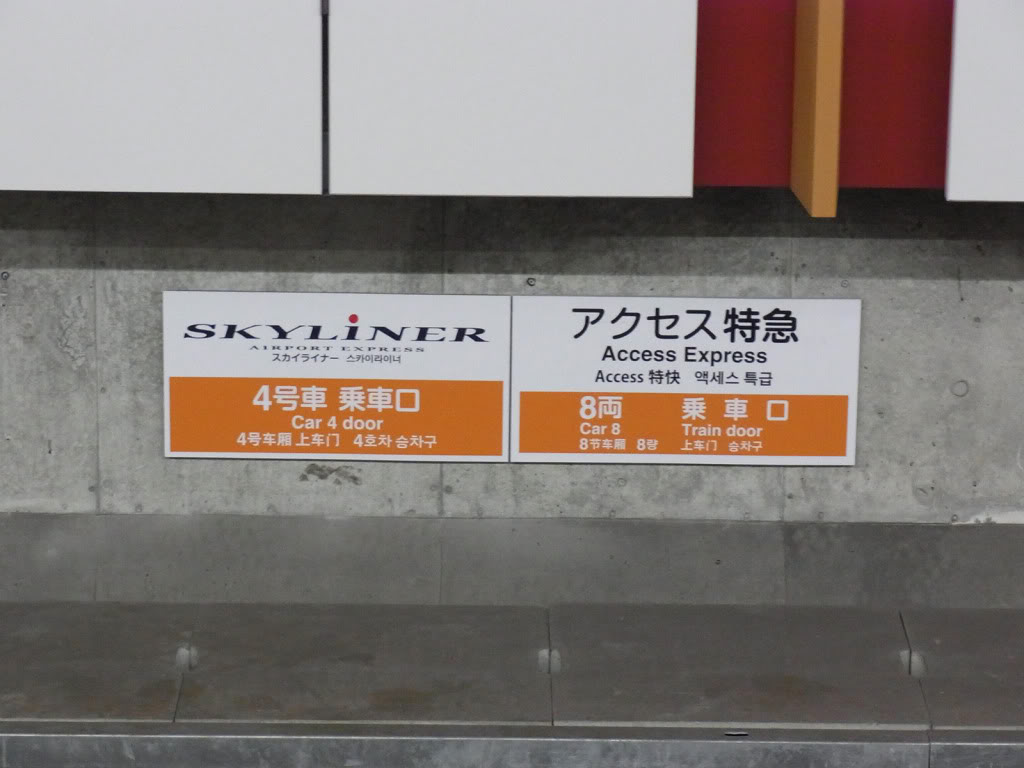 SKYLiNER
AIRPORT EXPRESS
スカイライナー 스카이라이너
4号車 乗車口
Car 4 door
4号车厢 上车门 4호차 승차구
アクセス特急
Access Express
Access 特快 액세스 특급
8両 乗車口
Car 8 Train door
8节车厢 8량 上车门 승차구